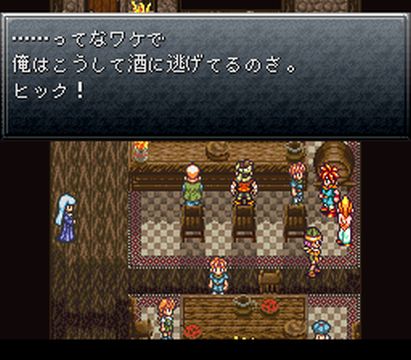 ……ってなワケで
俺はこうして酒に逃げてるのさ。
ヒック！